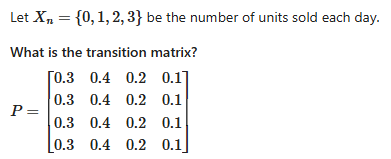 Let Xₙ = {0, 1, 2, 3} be the number of units sold each day.
What is the transition matrix?
P = [0.3 0.4 0.2 0.1
0.3 0.4 0.2 0.1
0.3 0.4 0.2 0.1
0.3 0.4 0.2 0.1]